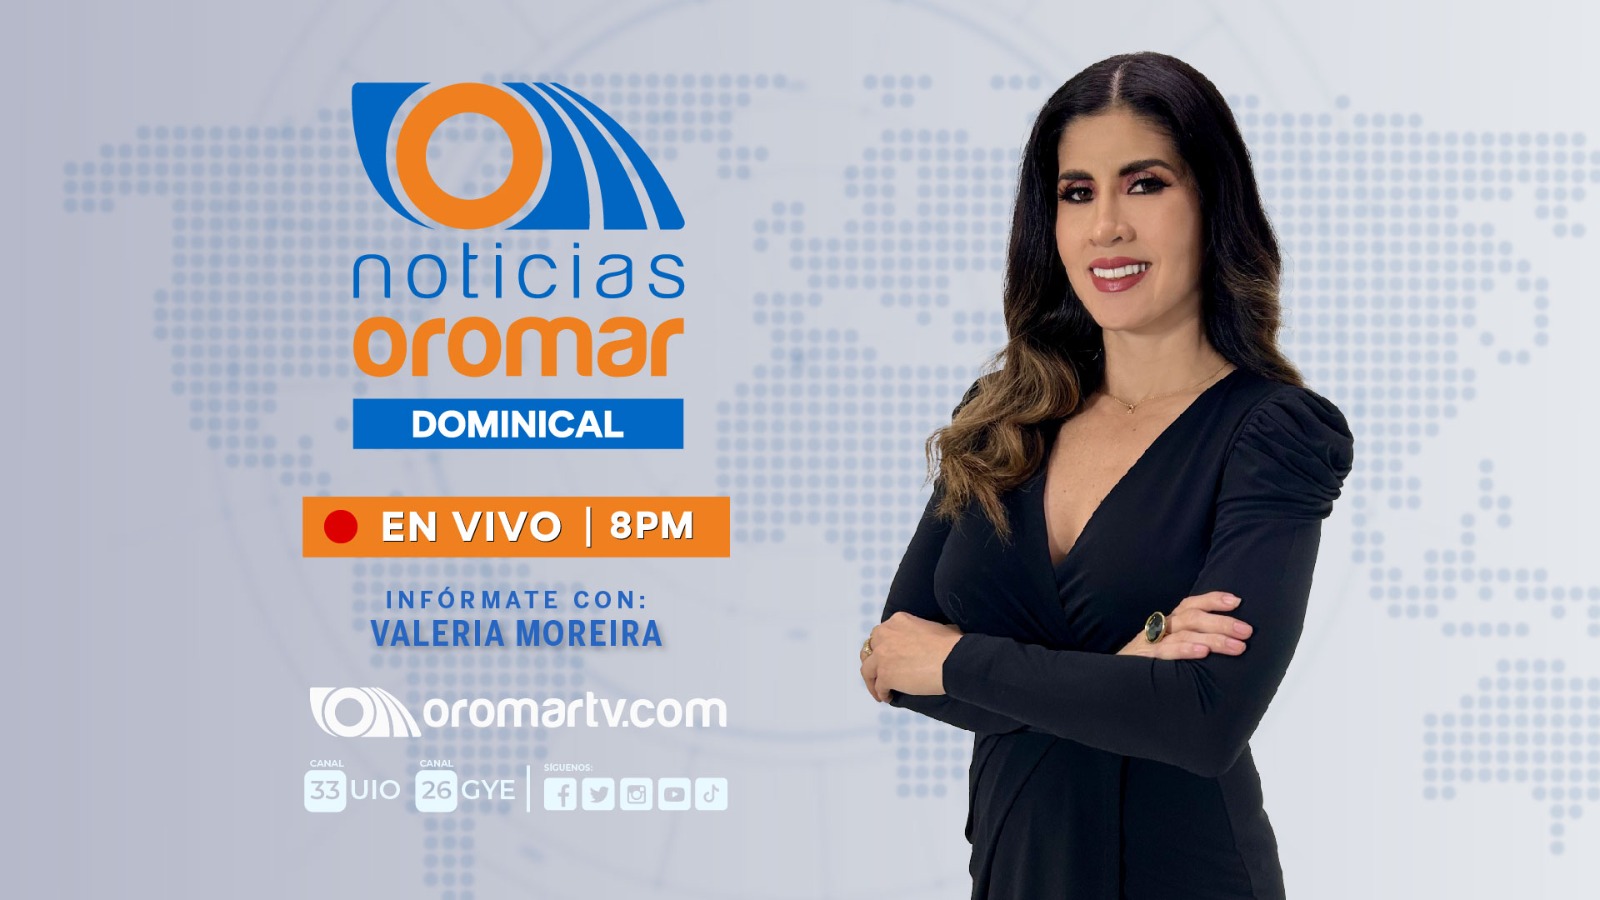 noticias
oromar
DOMINICAL
EN VIVO | 8PM
INFÓRMATE CON:
VALERIA MOREIRA
oromartv.com
CANAL 33 UIO CANAL 26 GYE | SÍGUENOS: